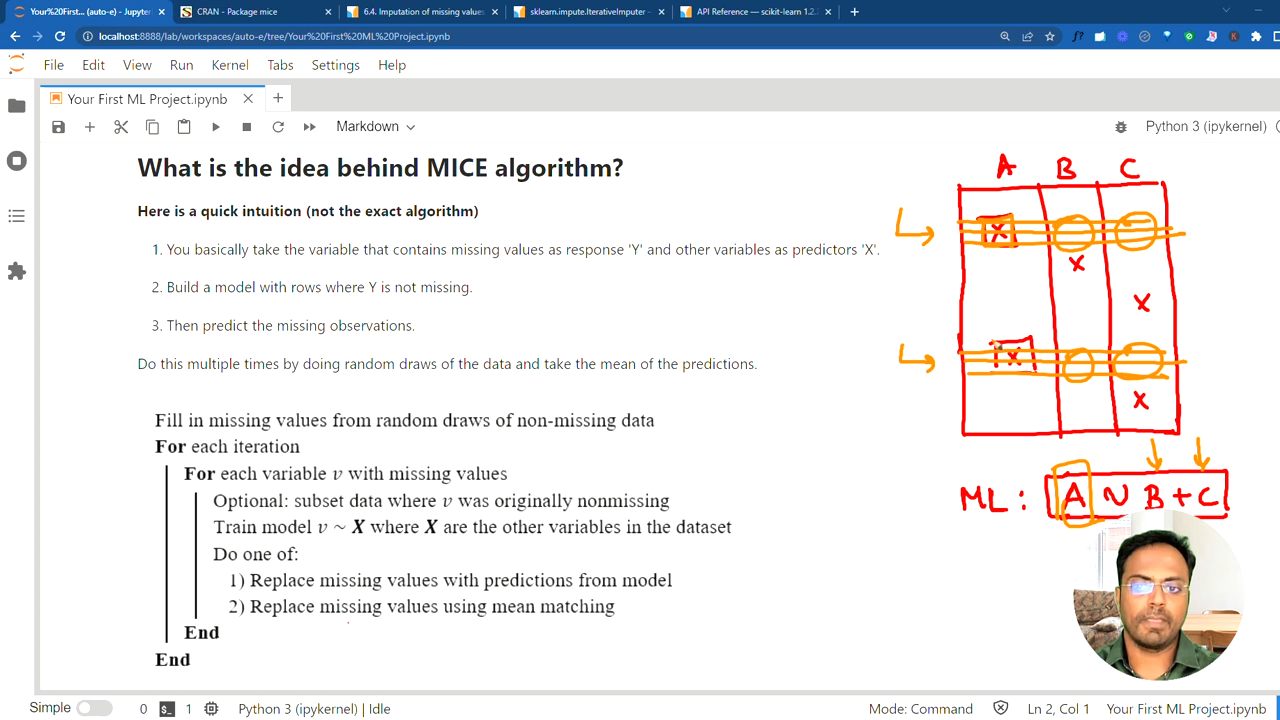 Your\First... (auto-e) - Jupyter
CRAN - Package mice
6.4. Imputation of missing values
sklearn.impute.IterativeImputer -
API Reference — scikit-learn 1.2.
localhost:8888/lab/workspaces/auto-e/tree/Your%20First%20ML%20Project.ipynb
File Edit View Run Kernel Tabs Settings Help
Your First ML Project.ipynb
Markdown
Python 3 (ipykernel)
What is the idea behind MICE algorithm?
Here is a quick intuition (not the exact algorithm)
1. You basically take the variable that contains missing values as response 'Y' and other variables as predictors 'X'.
2. Build a model with rows where Y is not missing.
3. Then predict the missing observations.
Do this multiple times by doing random draws of the data and take the mean of the predictions.
Fill in missing values from random draws of non-missing data
For each iteration
For each variable v with missing values
Optional: subset data where v was originally nonmissing
Train model v ~ X where X are the other variables in the dataset
Do one of:
1) Replace missing values with predictions from model
2) Replace missing values using mean matching
End
End
A B C
X
X
X
X
X
ML: A ~ B + C
Simple 0 1 Python 3 (ipykernel) | Idle
Mode: Command Ln 2, Col 1 Your First ML Project.ipynb